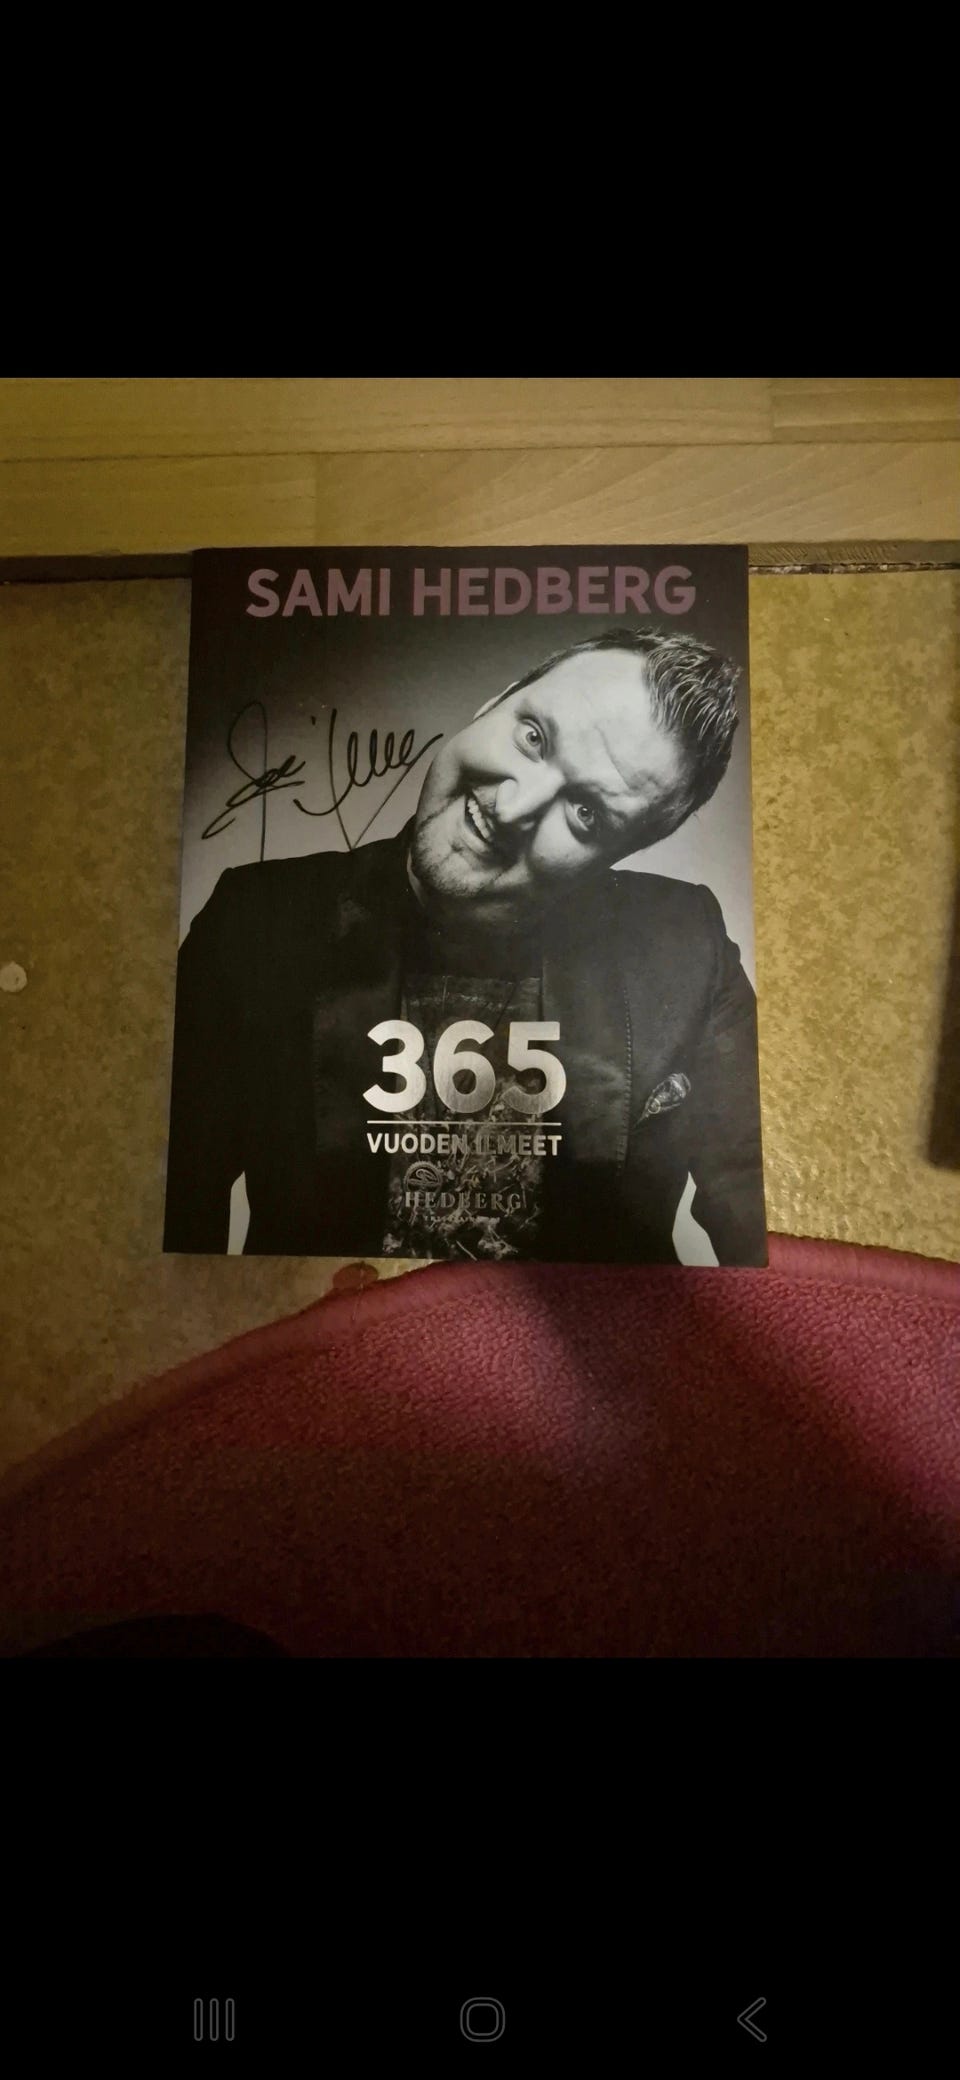 SAMI HEDBERG
365
VUODEN ILMEET
HEDBERG